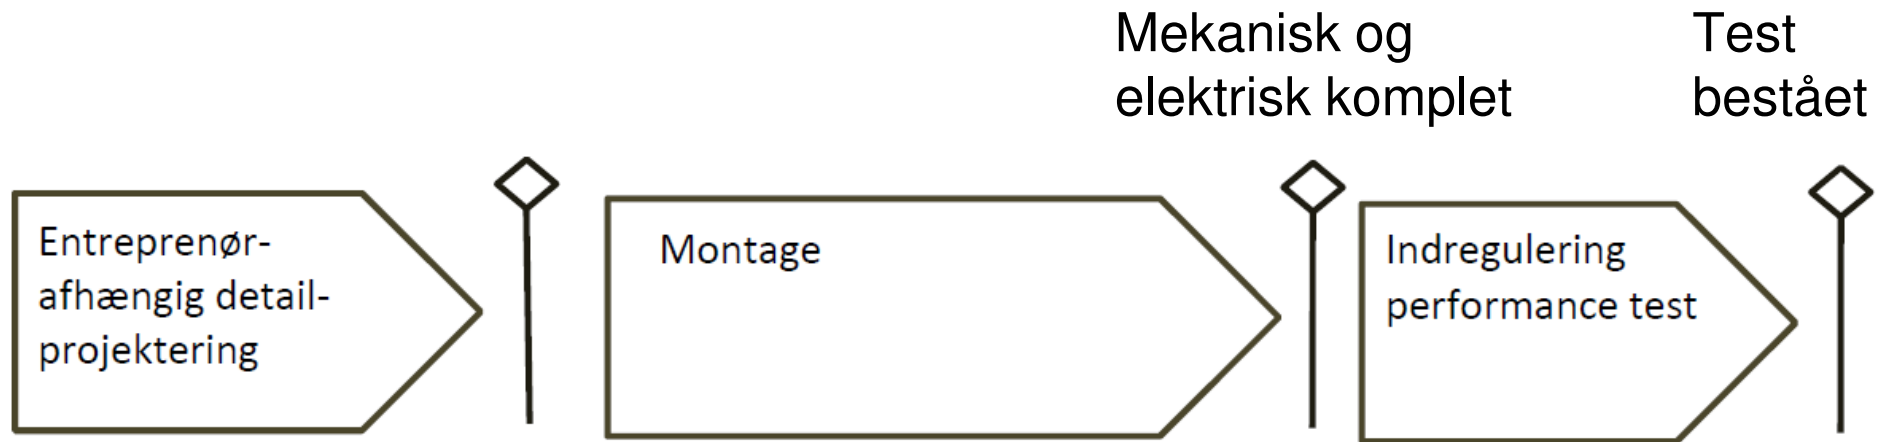 Mekanisk og
elektrisk komplet
Test
bestået
Entreprenør-
afhængig detail-
projektering
Montage
Indregulering
performance test